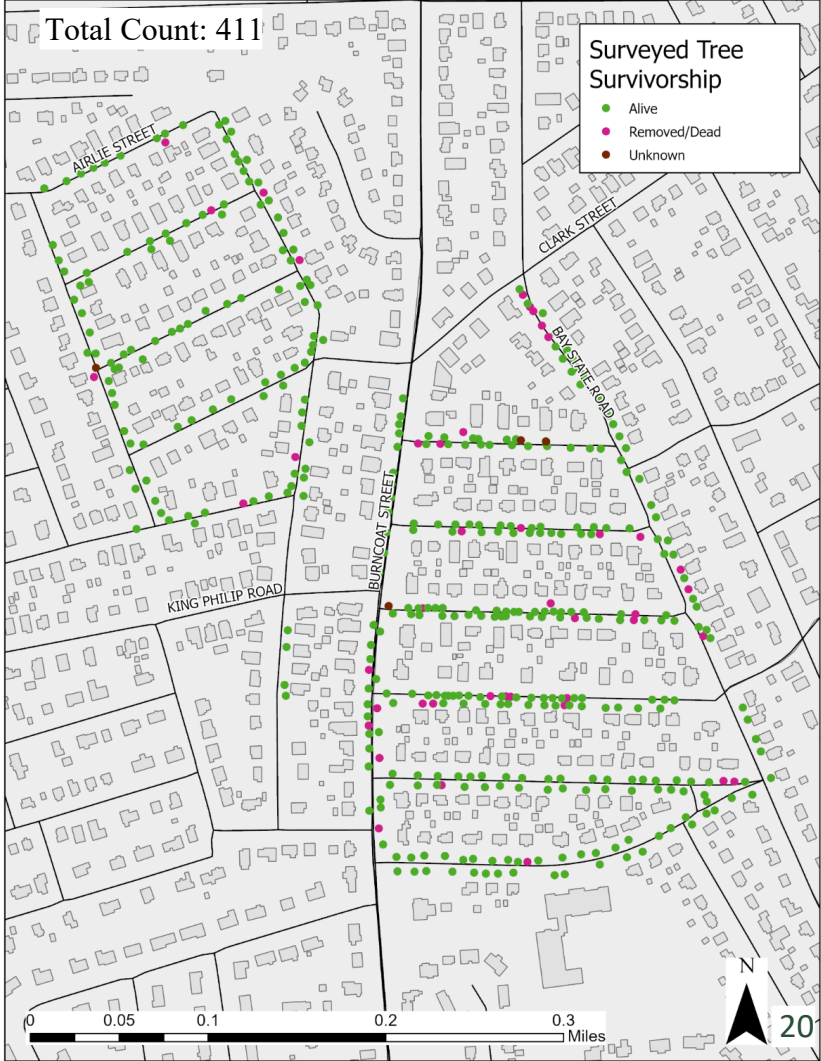 Total Count: 411
Surveyed Tree
Survivorship
Alive
Removed/Dead
Unknown
AIRLIE STREET
CLARK STREET
BAY STATE ROAD
BURNCOAT STREET
KING PHILIP ROAD
N
0 0.05 0.1 0.2 0.3
Miles
20